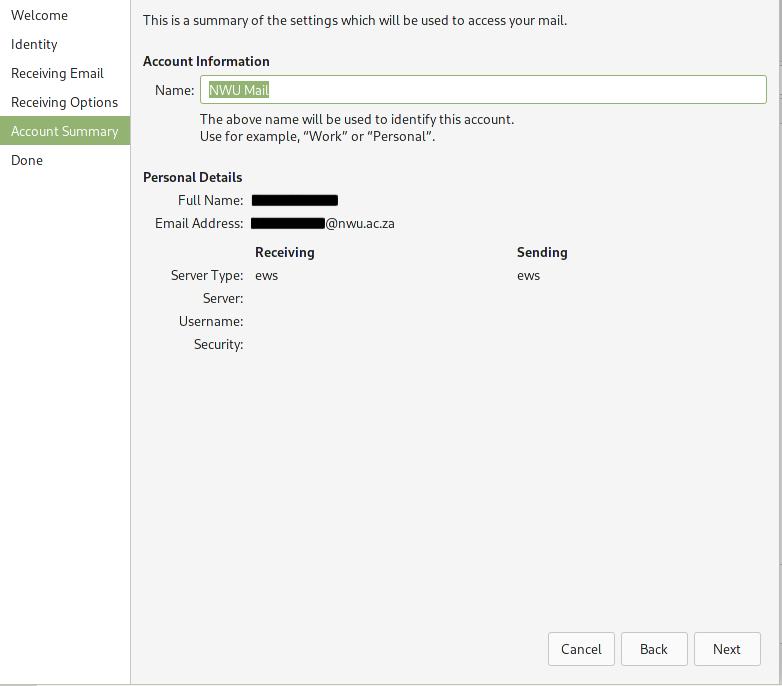 Welcome
Identity
Receiving Email
Receiving Options
Account Summary
Done
This is a summary of the settings which will be used to access your mail.
Account Information
Name: NWU Mail
The above name will be used to identify this account.
Use for example, “Work” or “Personal”.
Personal Details
Full Name:
Email Address: @nwu.ac.za
Receiving Sending
Server Type: ews ews
Server:
Username:
Security:
Cancel Back Next